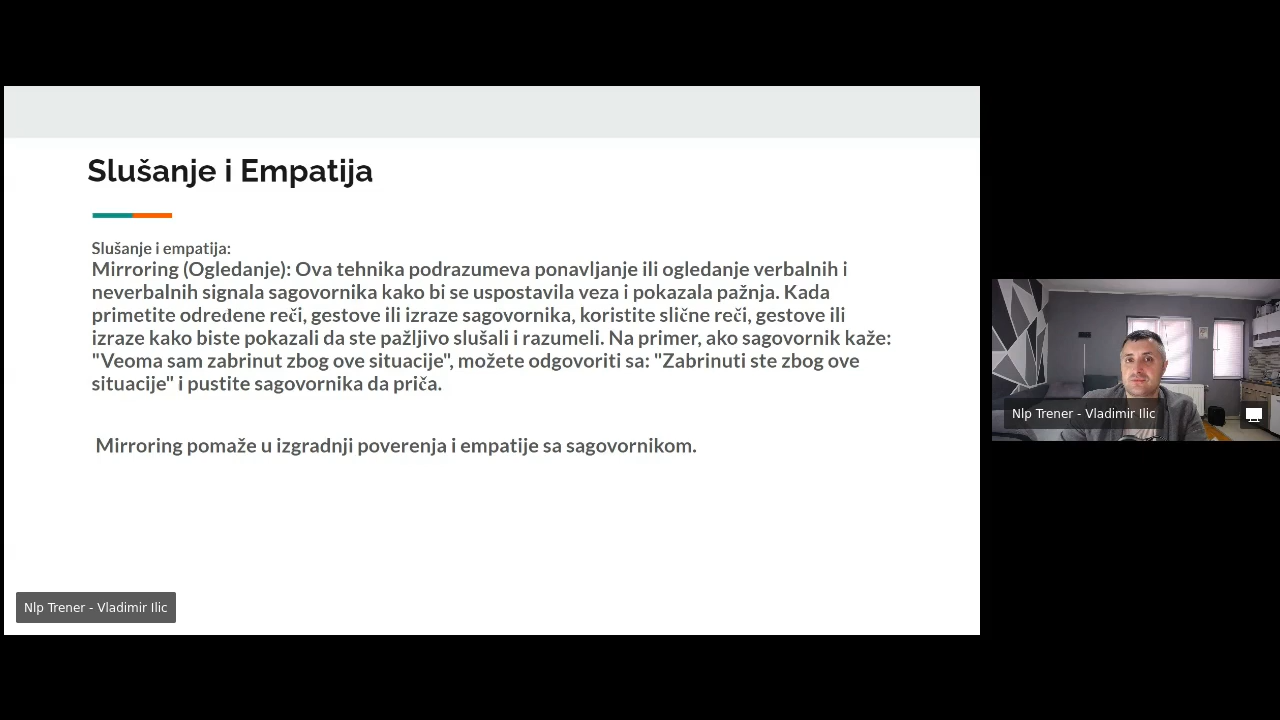 Slušanje i Empatija
Slušanje i empatija:
Mirroring (Ogledanje): Ova tehnika podrazumeva ponavljanje ili ogledanje verbalnih i
neverbalnih signala sagovornika kako bi se uspostavila veza i pokazala pažnja. Kada
primetite određene reči, gestove ili izraze sagovornika, koristite slične reči, gestove ili
izraze kako biste pokazali da ste pažljivo slušali i razumeli. Na primer, ako sagovornik kaže:
"Veoma sam zabrinut zbog ove situacije", možete odgovoriti sa: "Zabrinuti ste zbog ove
situacije" i pustite sagovornika da priča.
Mirroring pomaže u izgradnji poverenja i empatije sa sagovornikom.
Nlp Trener - Vladimir Ilic
Nlp Trener - Vladimir Ilic